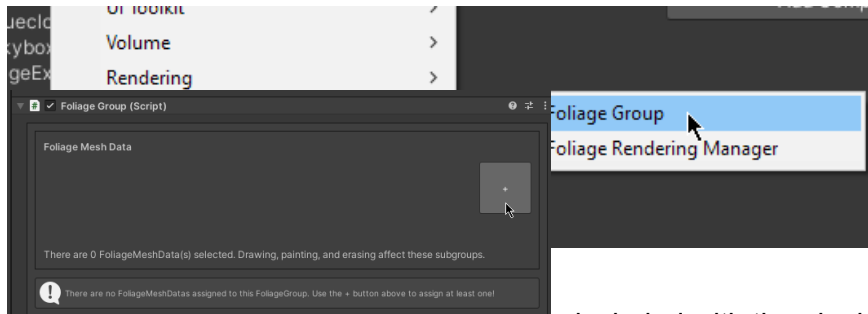 UI Toolkit
Volume
Rendering
Foliage Group (Script)
Foliage Mesh Data
+
There are 0 FoliageMeshData(s) selected. Drawing, painting, and erasing affect these subgroups.
There are no FoliageMeshDatas assigned to this FoliageGroup. Use the + button above to assign at least one!
Foliage Group
Foliage Rendering Manager